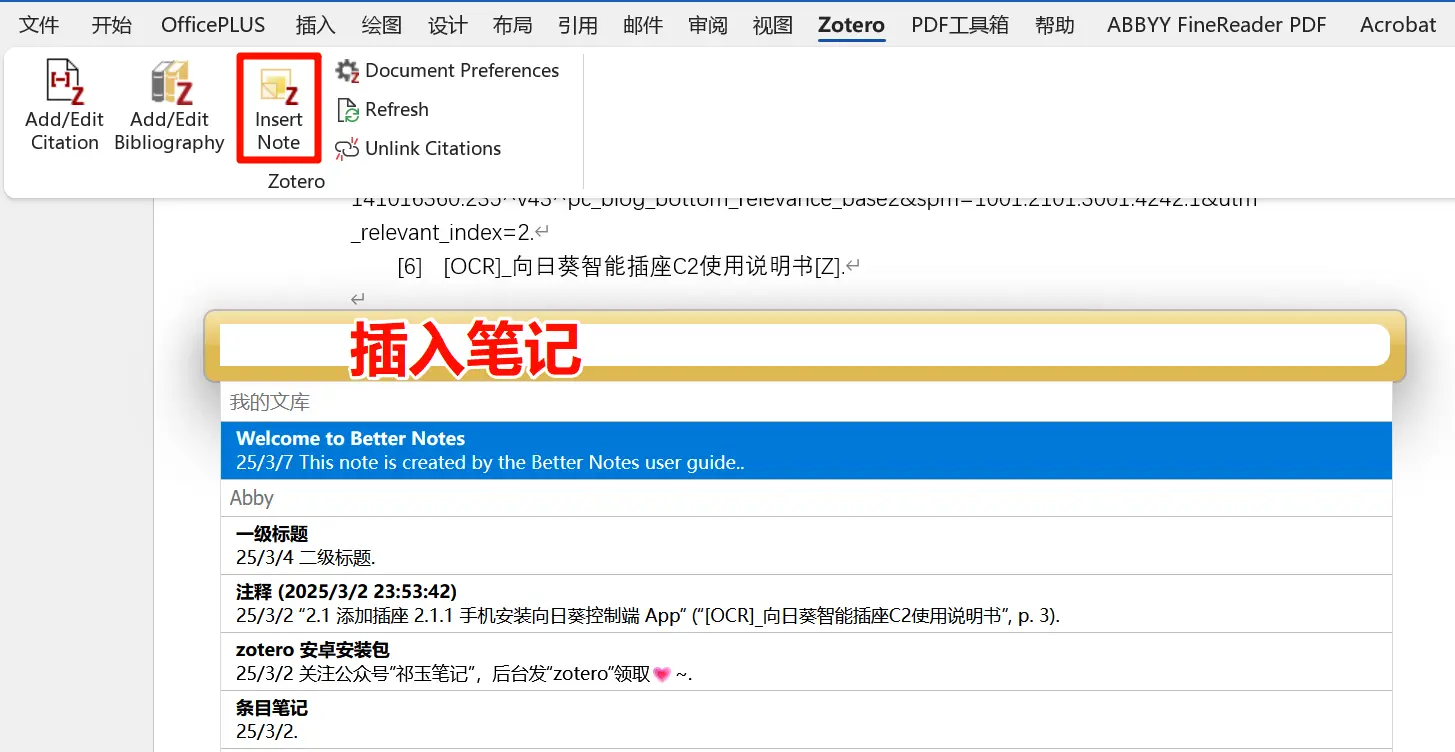 文件 开始 OfficePLUS 插入 绘图 设计 布局 引用 邮件 审阅 视图 Zotero PDF工具箱 帮助 ABBYY FineReader PDF Acrobat
Add/Edit Citation
Add/Edit Bibliography
Insert Note
Document Preferences
Refresh
Unlink Citations
Zotero
141016360.235^v43^pc_blog_bottom_relevance_base2&spm=1001.2101.3001.4242.1&utm
_relevant_index=2.
[6] [OCR]_向日葵智能插座C2使用说明书[Z].
插入笔记
我的文库
Welcome to Better Notes
25/3/7 This note is created by the Better Notes user guide..
Abby
一级标题
25/3/4 二级标题.
注释 (2025/3/2 23:53:42)
25/3/2 “2.1 添加插座 2.1.1 手机安装向日葵控制端 App” (“[OCR]_向日葵智能插座C2使用说明书”, p. 3).
zotero 安卓安装包
25/3/2 关注公众号“祁玉笔记”，后台发“zotero”领取💗 ~.
条目笔记
25/3/2.